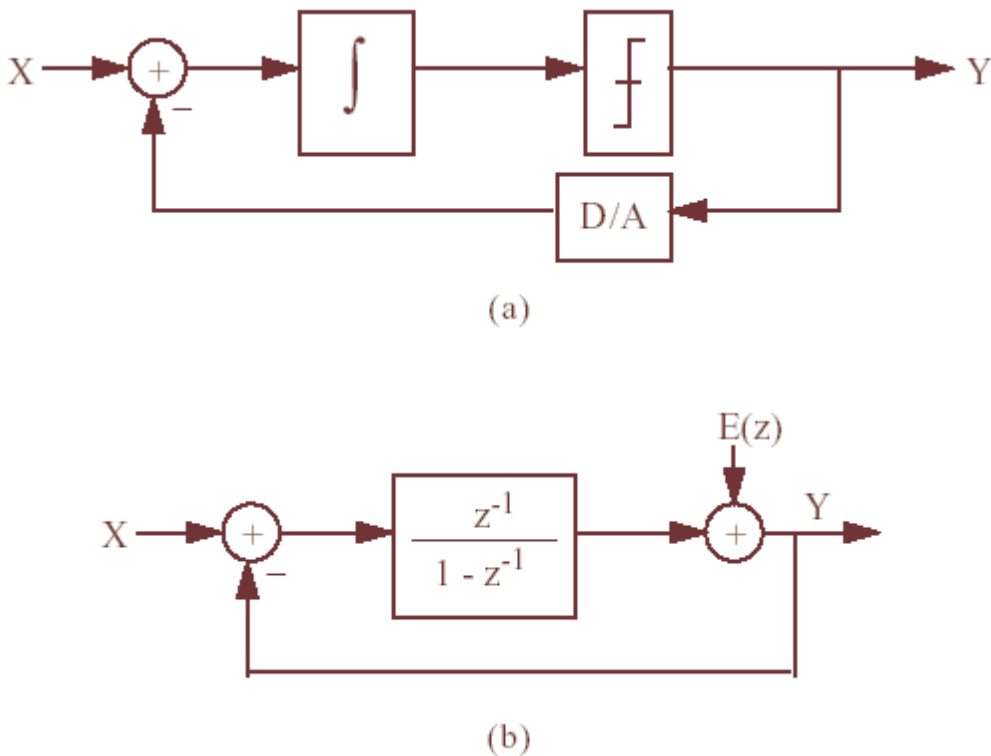 X + ∫ Y
−
D/A
(a)
E(z)
Y
X + z⁻¹ +
1 - z⁻¹
−
(b)